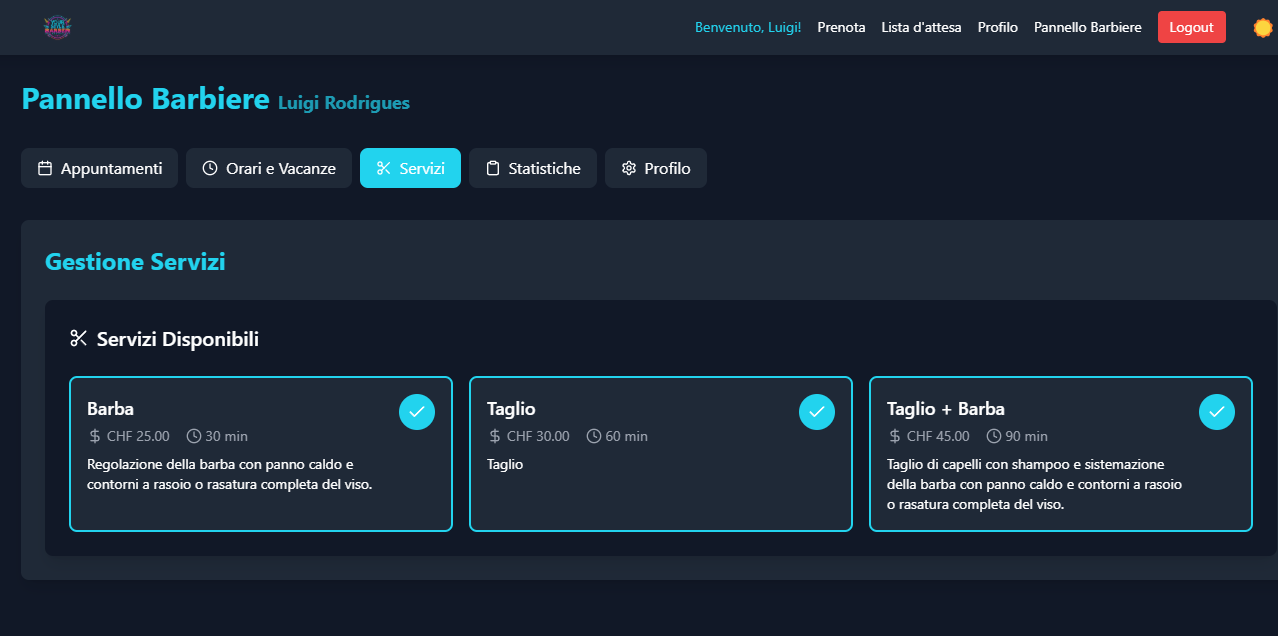 Benvenuto, Luigi! Prenota Lista d'attesa Profilo Pannello Barbiere Logout
Pannello Barbiere Luigi Rodrigues
Appuntamenti Orari e Vacanze Servizi Statistiche Profilo
Gestione Servizi
Servizi Disponibili
Barba
CHF 25.00 30 min
Regolazione della barba con panno caldo e
contorni a rasoio o rasatura completa del viso.
Taglio
CHF 30.00 60 min
Taglio
Taglio + Barba
CHF 45.00 90 min
Taglio di capelli con shampoo e sistemazione
della barba con panno caldo e contorni a rasoio
o rasatura completa del viso.